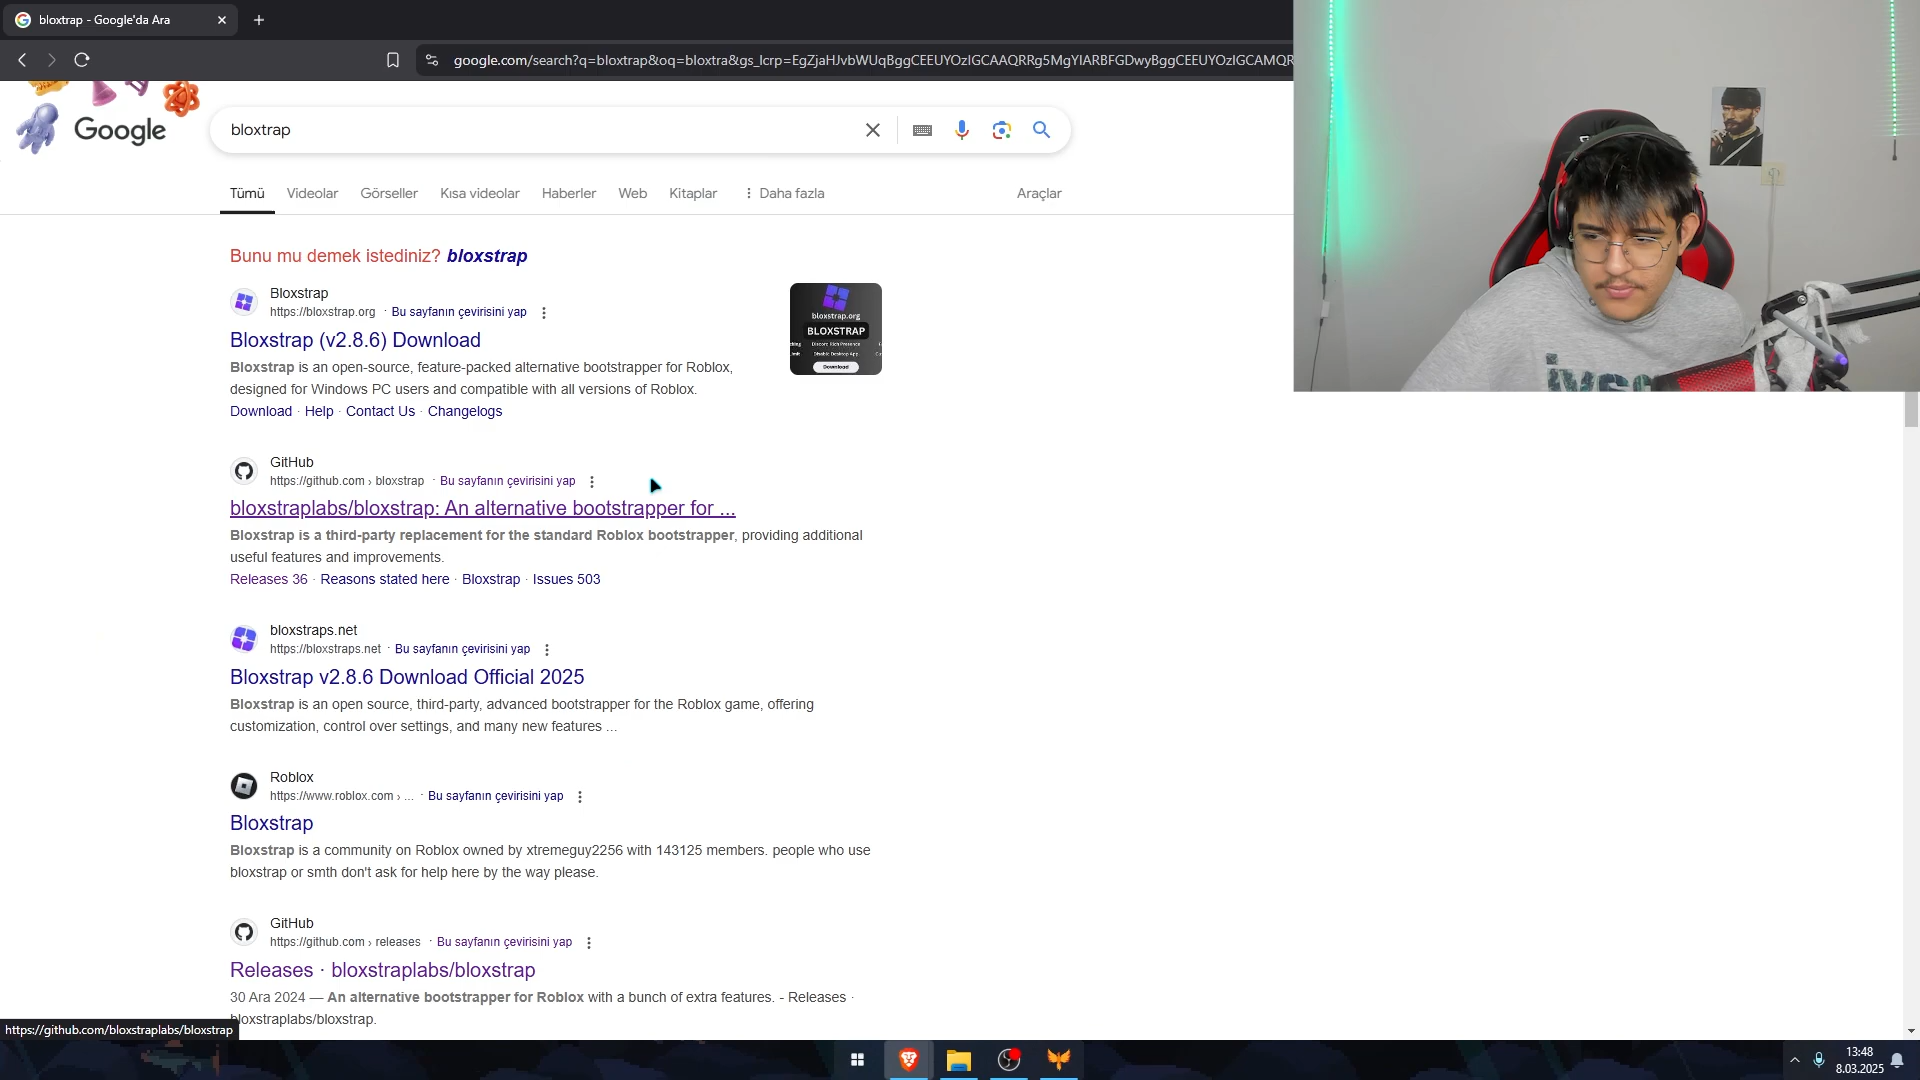 bloxtrap - Google'da Ara
google.com/search?q=bloxtrap&oq=bloxtra&gs_lcrp=EgZjaHJvbWUqBggCEEUYOzIGCAAQRRg5MgYIARBFGDwyBggCEEUYOzIGCAMQR
Google
bloxtrap
Tümü Videolar Görseller Kısa videolar Haberler Web Kitaplar Daha fazla Araçlar
Bunu mu demek istediniz? bloxstrap
Bloxstrap
https://bloxstrap.org · Bu sayfanın çevirisini yap
Bloxstrap (v2.8.6) Download
Bloxstrap is an open-source, feature-packed alternative bootstrapper for Roblox,
designed for Windows PC users and compatible with all versions of Roblox.
Download · Help · Contact Us · Changelogs
bloxstrap.org
BLOXSTRAP
Discord Rich Presence
Disable Desktop App
Download
GitHub
https://github.com › bloxstrap · Bu sayfanın çevirisini yap
bloxstraplabs/bloxstrap: An alternative bootstrapper for ...
Bloxstrap is a third-party replacement for the standard Roblox bootstrapper, providing additional
useful features and improvements.
Releases 36 · Reasons stated here · Bloxstrap · Issues 503
bloxstraps.net
https://bloxstraps.net · Bu sayfanın çevirisini yap
Bloxstrap v2.8.6 Download Official 2025
Bloxstrap is an open source, third-party, advanced bootstrapper for the Roblox game, offering
customization, control over settings, and many new features ...
Roblox
https://www.roblox.com › ... · Bu sayfanın çevirisini yap
Bloxstrap
Bloxstrap is a community on Roblox owned by xtremeguy2256 with 143125 members. people who use
bloxstrap or smth don't ask for help here by the way please.
GitHub
https://github.com › releases · Bu sayfanın çevirisini yap
Releases · bloxstraplabs/bloxstrap
30 Ara 2024 — An alternative bootstrapper for Roblox with a bunch of extra features. - Releases ·
bloxstraplabs/bloxstrap.
https://github.com/bloxstraplabs/bloxstrap
13:48
8.03.2025